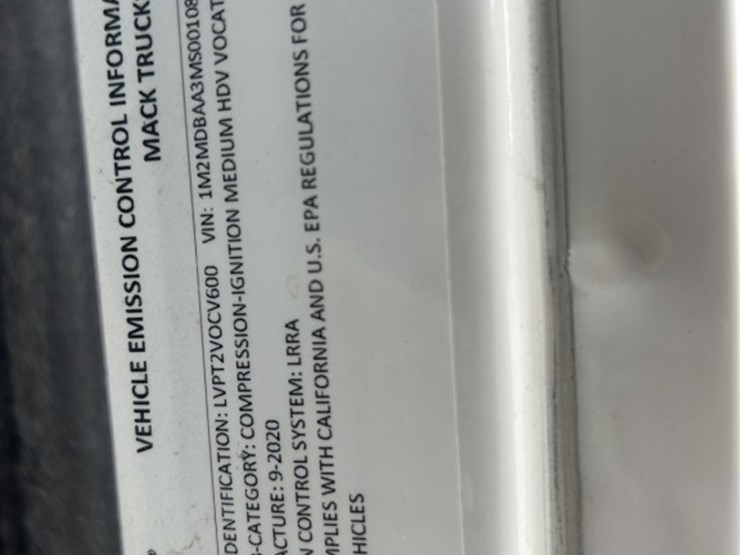 VEHICLE EMISSION CONTROL INFORMA
MACK TRUCK
DENTIFICATION: LVPT2VOCV600 VIN: 1M2MDBAA3MS00108
-CATEGORY: COMPRESSION-IGNITION MEDIUM HDV VOCAT
ACTURE: 9-2020
N CONTROL SYSTEM: LRRA
MPLIES WITH CALIFORNIA AND U.S. EPA REGULATIONS FOR
HICLES